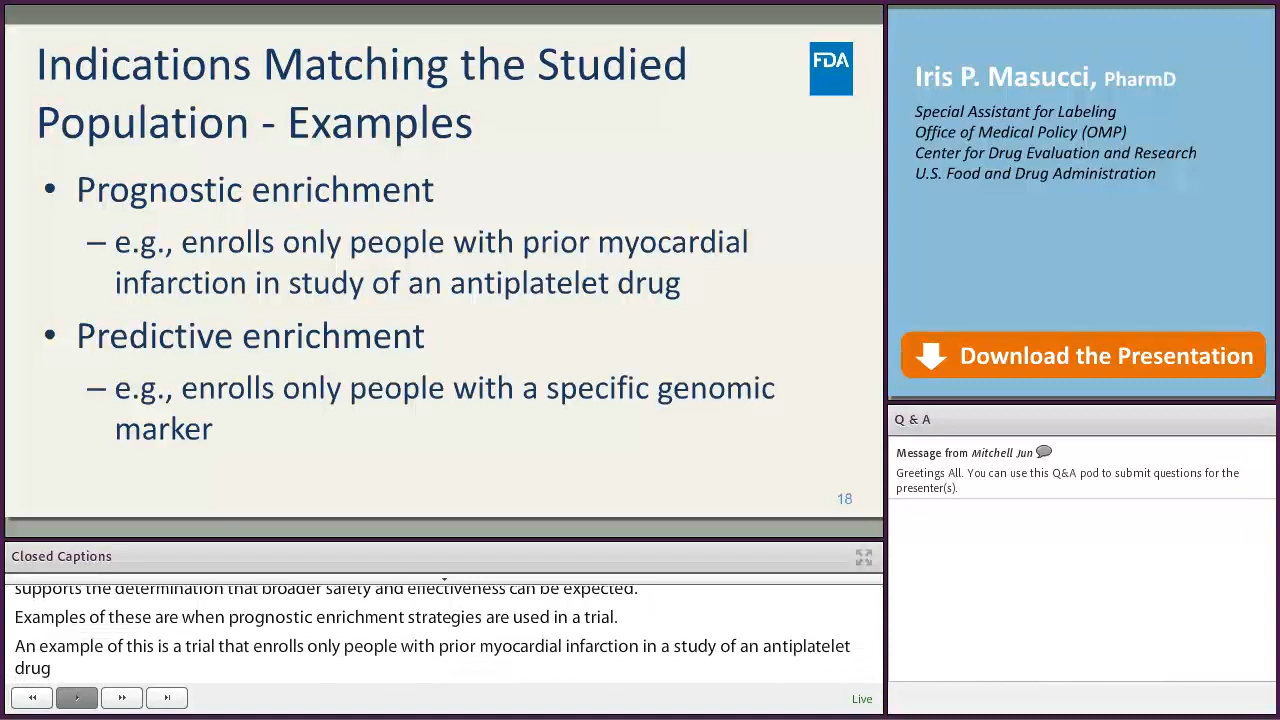 Indications Matching the Studied
Population - Examples
FDA
• Prognostic enrichment
– e.g., enrolls only people with prior myocardial
infarction in study of an antiplatelet drug
• Predictive enrichment
– e.g., enrolls only people with a specific genomic
marker
18
Iris P. Masucci, PharmD
Special Assistant for Labeling
Office of Medical Policy (OMP)
Center for Drug Evaluation and Research
U.S. Food and Drug Administration
Download the Presentation
Q & A
Message from Mitchell Jun
Greetings All. You can use this Q&A pod to submit questions for the
presenter(s).
Closed Captions
supports the determination that broader safety and effectiveness can be expected.
Examples of these are when prognostic enrichment strategies are used in a trial.
An example of this is a trial that enrolls only people with prior myocardial infarction in a study of an antiplatelet
drug
Live